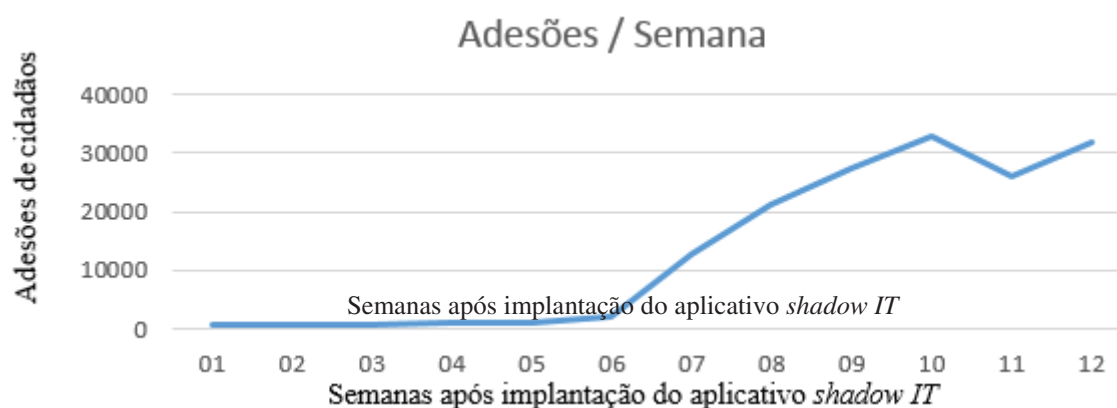 Adesões / Semana
Adesões de cidadãos
40000
30000
20000
10000
0
Semanas após implantação do aplicativo shadow IT
01 02 03 04 05 06 07 08 09 10 11 12
Semanas após implantação do aplicativo shadow IT